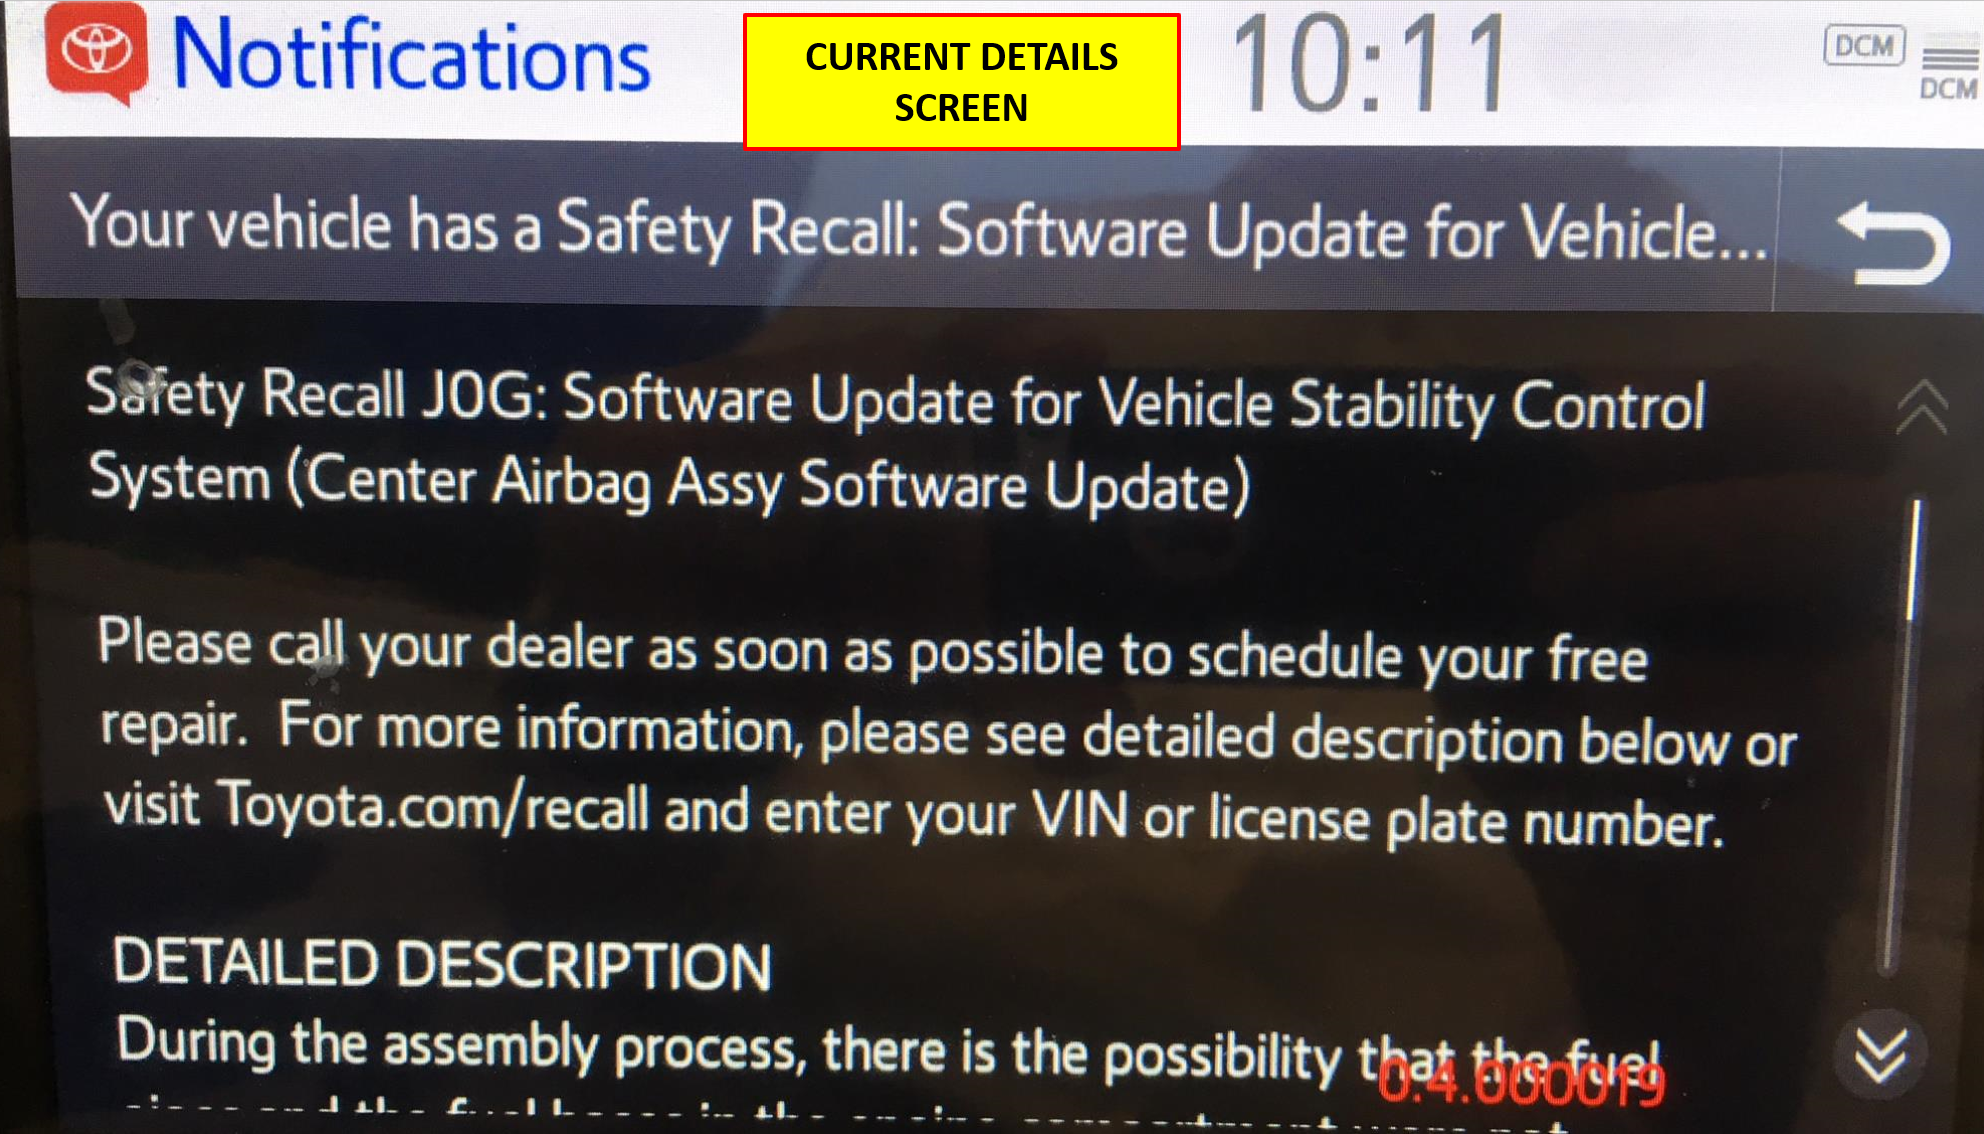 Notifications
CURRENT DETAILS
SCREEN
10:11
DCM
DCM
Your vehicle has a Safety Recall: Software Update for Vehicle...
Safety Recall J0G: Software Update for Vehicle Stability Control
System (Center Airbag Assy Software Update)
Please call your dealer as soon as possible to schedule your free
repair. For more information, please see detailed description below or
visit Toyota.com/recall and enter your VIN or license plate number.
DETAILED DESCRIPTION
During the assembly process, there is the possibility that the fuel
0.4.000019